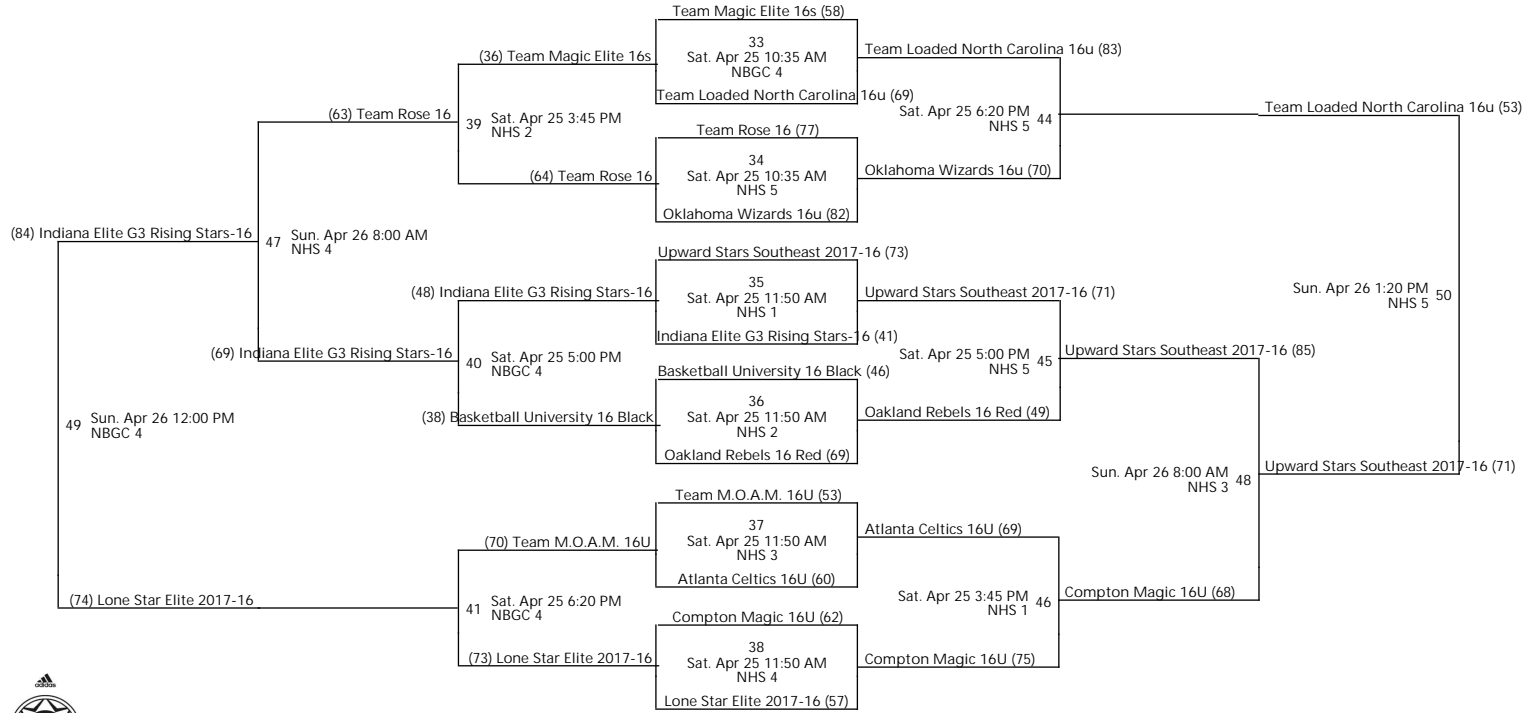 Team Magic Elite 16s (58)
33
Sat. Apr 25 10:35 AM
NBGC 4
Team Loaded North Carolina 16u (69)
Team Rose 16 (77)
34
Sat. Apr 25 10:35 AM
NHS 5
Oklahoma Wizards 16u (82)
Upward Stars Southeast 2017-16 (73)
35
Sat. Apr 25 11:50 AM
NHS 1
Indiana Elite G3 Rising Stars-16 (41)
Basketball University 16 Black (46)
36
Sat. Apr 25 11:50 AM
NHS 2
Oakland Rebels 16 Red (69)
Team M.O.A.M. 16U (53)
37
Sat. Apr 25 11:50 AM
NHS 3
Atlanta Celtics 16U (60)
Compton Magic 16U (62)
38
Sat. Apr 25 11:50 AM
NHS 4
Lone Star Elite 2017-16 (57)
(36) Team Magic Elite 16s
39 Sat. Apr 25 3:45 PM
NHS 2
(64) Team Rose 16
(48) Indiana Elite G3 Rising Stars-16
40 Sat. Apr 25 5:00 PM
NBGC 4
(38) Basketball University 16 Black
(70) Team M.O.A.M. 16U
41 Sat. Apr 25 6:20 PM
NBGC 4
(73) Lone Star Elite 2017-16
(63) Team Rose 16
47 Sun. Apr 26 8:00 AM
NHS 4
(69) Indiana Elite G3 Rising Stars-16
(84) Indiana Elite G3 Rising Stars-16
49 Sun. Apr 26 12:00 PM
NBGC 4
(74) Lone Star Elite 2017-16
Team Loaded North Carolina 16u (83)
Sat. Apr 25 6:20 PM 44
NHS 5
Oklahoma Wizards 16u (70)
Upward Stars Southeast 2017-16 (71)
Sat. Apr 25 5:00 PM 45
NHS 5
Oakland Rebels 16 Red (49)
Atlanta Celtics 16U (69)
Sat. Apr 25 3:45 PM 46
NHS 1
Compton Magic 16U (75)
Upward Stars Southeast 2017-16 (85)
Sun. Apr 26 8:00 AM 48
NHS 3
Compton Magic 16U (68)
Team Loaded North Carolina 16u (53)
Sun. Apr 26 1:20 PM 50
NHS 5
Upward Stars Southeast 2017-16 (71)
adidas